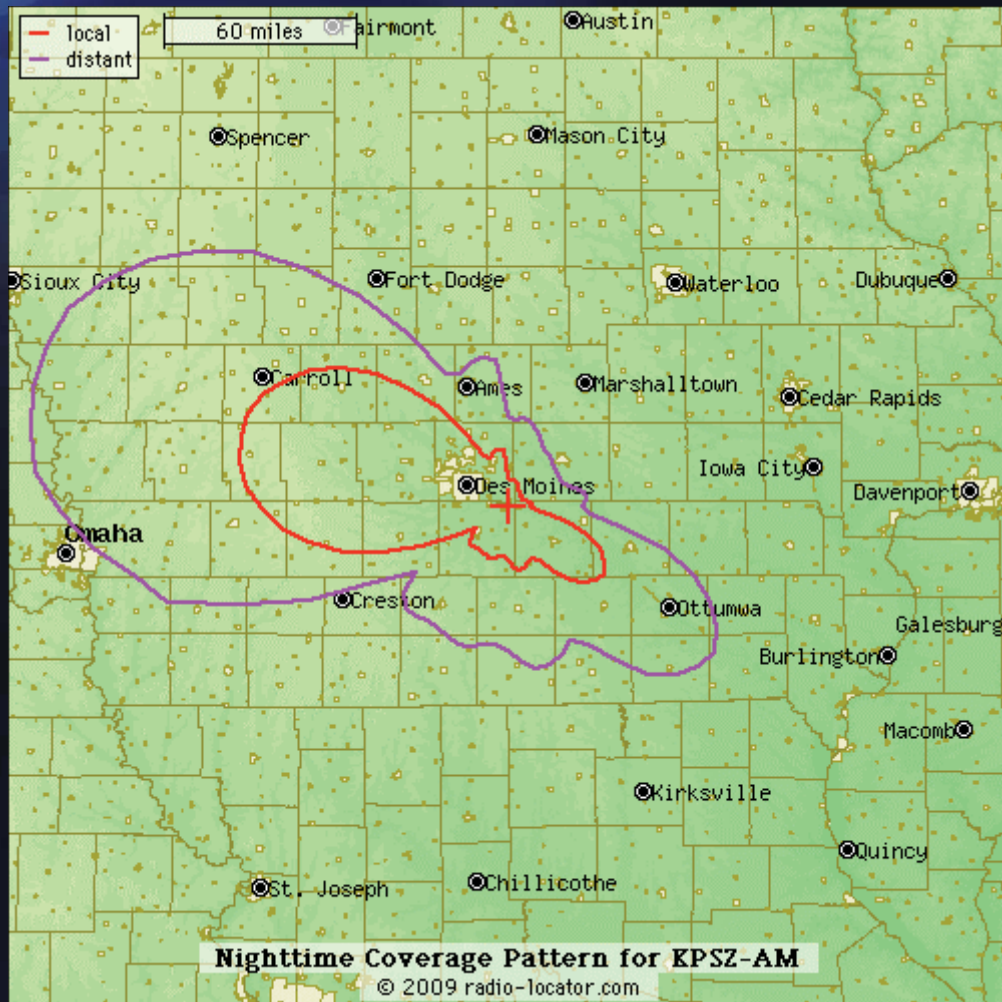 local
distant
60 miles
Fairmont
Austin
Spencer
Mason City
Sioux City
Fort Dodge
Waterloo
Dubuque
Carroll
Ames
Marshalltown
Cedar Rapids
Des Moines
Iowa City
Davenport
Omaha
Creston
Ottumwa
Galesburg
Burlington
Macomb
Kirksville
Quincy
St. Joseph
Chillicothe
Nighttime Coverage Pattern for KPSZ-AM
© 2009 radio-locator.com